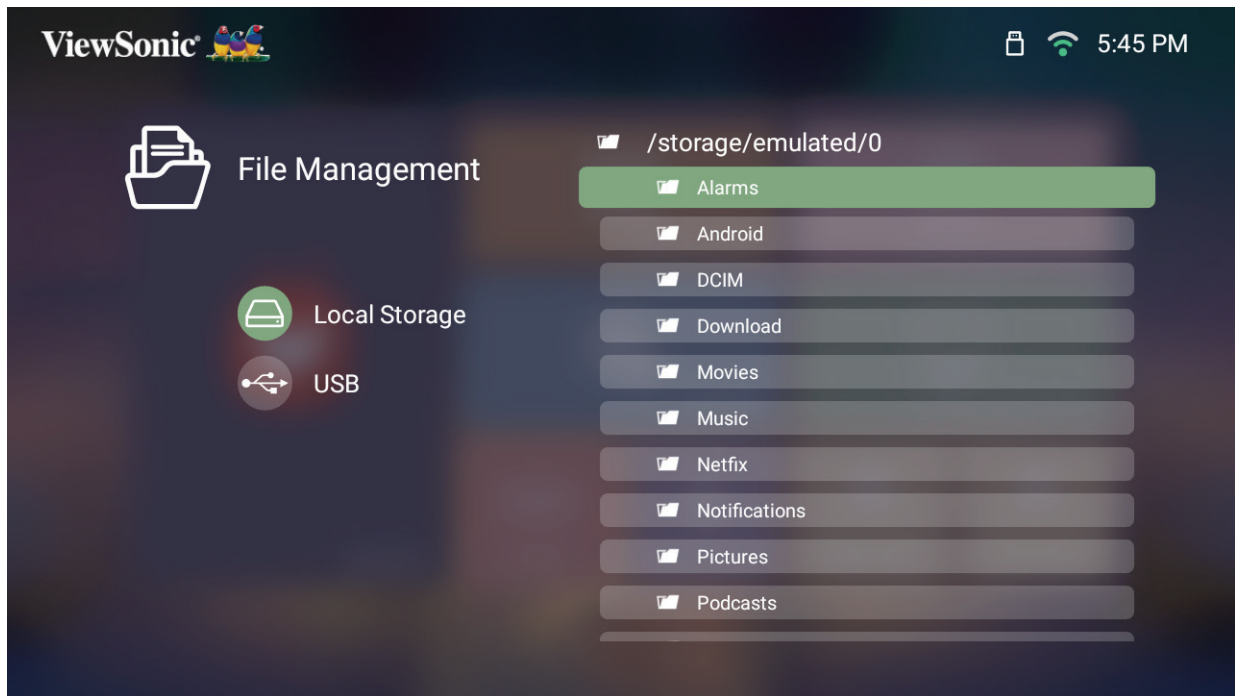 ViewSonic®
5:45 PM
File Management
Local Storage
USB
/storage/emulated/0
Alarms
Android
DCIM
Download
Movies
Music
Netfix
Notifications
Pictures
Podcasts